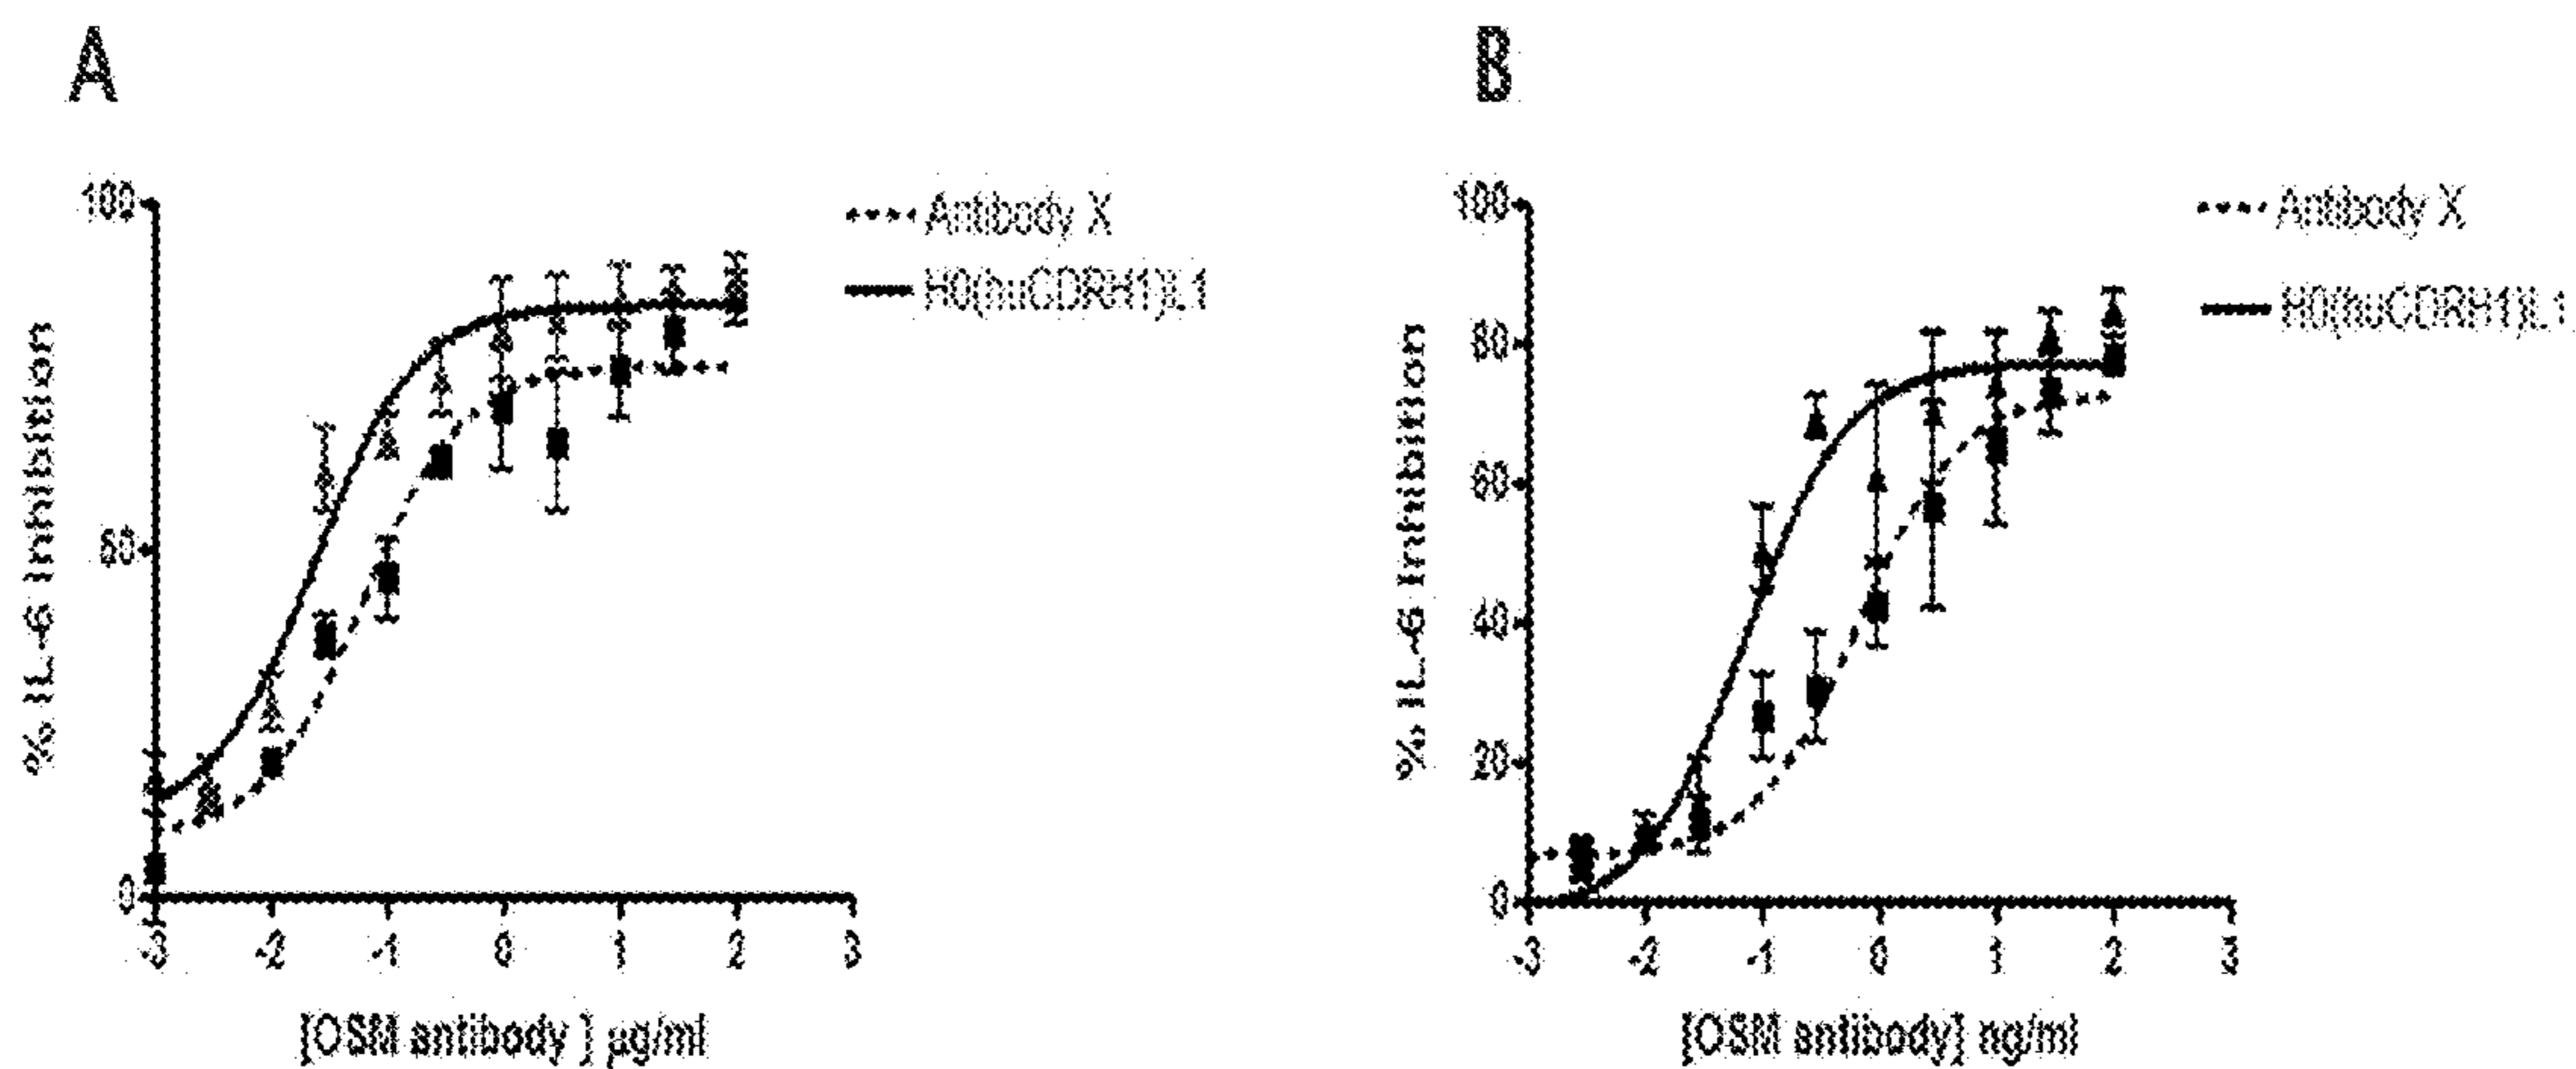 A
100
50
0
-3
-2
-1
0
1
2
3
% IL-6 Inhibition
[OSM antibody ] µg/ml
Antibody X
H0(huCDRH1)L1
B
100
80
60
40
20
0
-3
-2
-1
0
1
2
3
% IL-6 Inhibition
[OSM antibody] ng/ml
Antibody X
H0(huCDRH1)L1